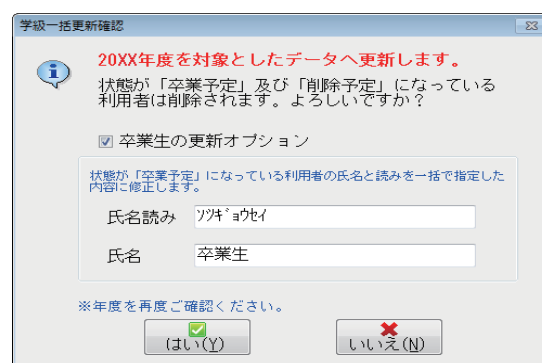 学級一括更新確認
20XX年度を対象としたデータへ更新します。
状態が「卒業予定」及び「削除予定」になっている
利用者は削除されます。よろしいですか？
卒業生の更新オプション
状態が「卒業予定」になっている利用者の氏名と読みを一括で指定した
内容に修正します。
氏名読み ｿﾂｷﾞｮｳｾｲ
氏名 卒業生
※年度を再度ご確認ください。
はい(Y) いいえ(N)